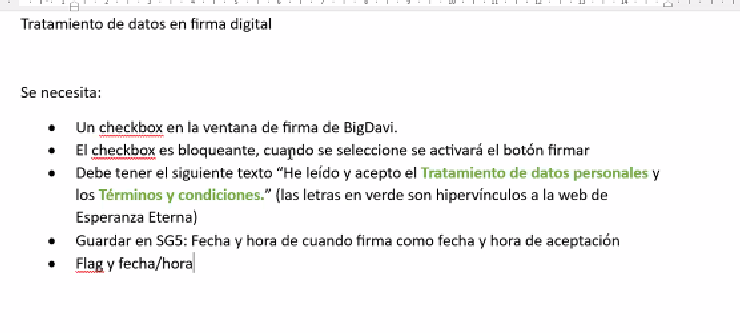 Tratamiento de datos en firma digital
Se necesita:
• Un checkbox en la ventana de firma de BigDavi.
• El checkbox es bloqueante, cuando se seleccione se activará el botón firmar
• Debe tener el siguiente texto “He leído y acepto el Tratamiento de datos personales y
los Términos y condiciones.” (las letras en verde son hipervínculos a la web de
Esperanza Eterna)
• Guardar en SG5: Fecha y hora de cuando firma como fecha y hora de aceptación
• Flag y fecha/hora